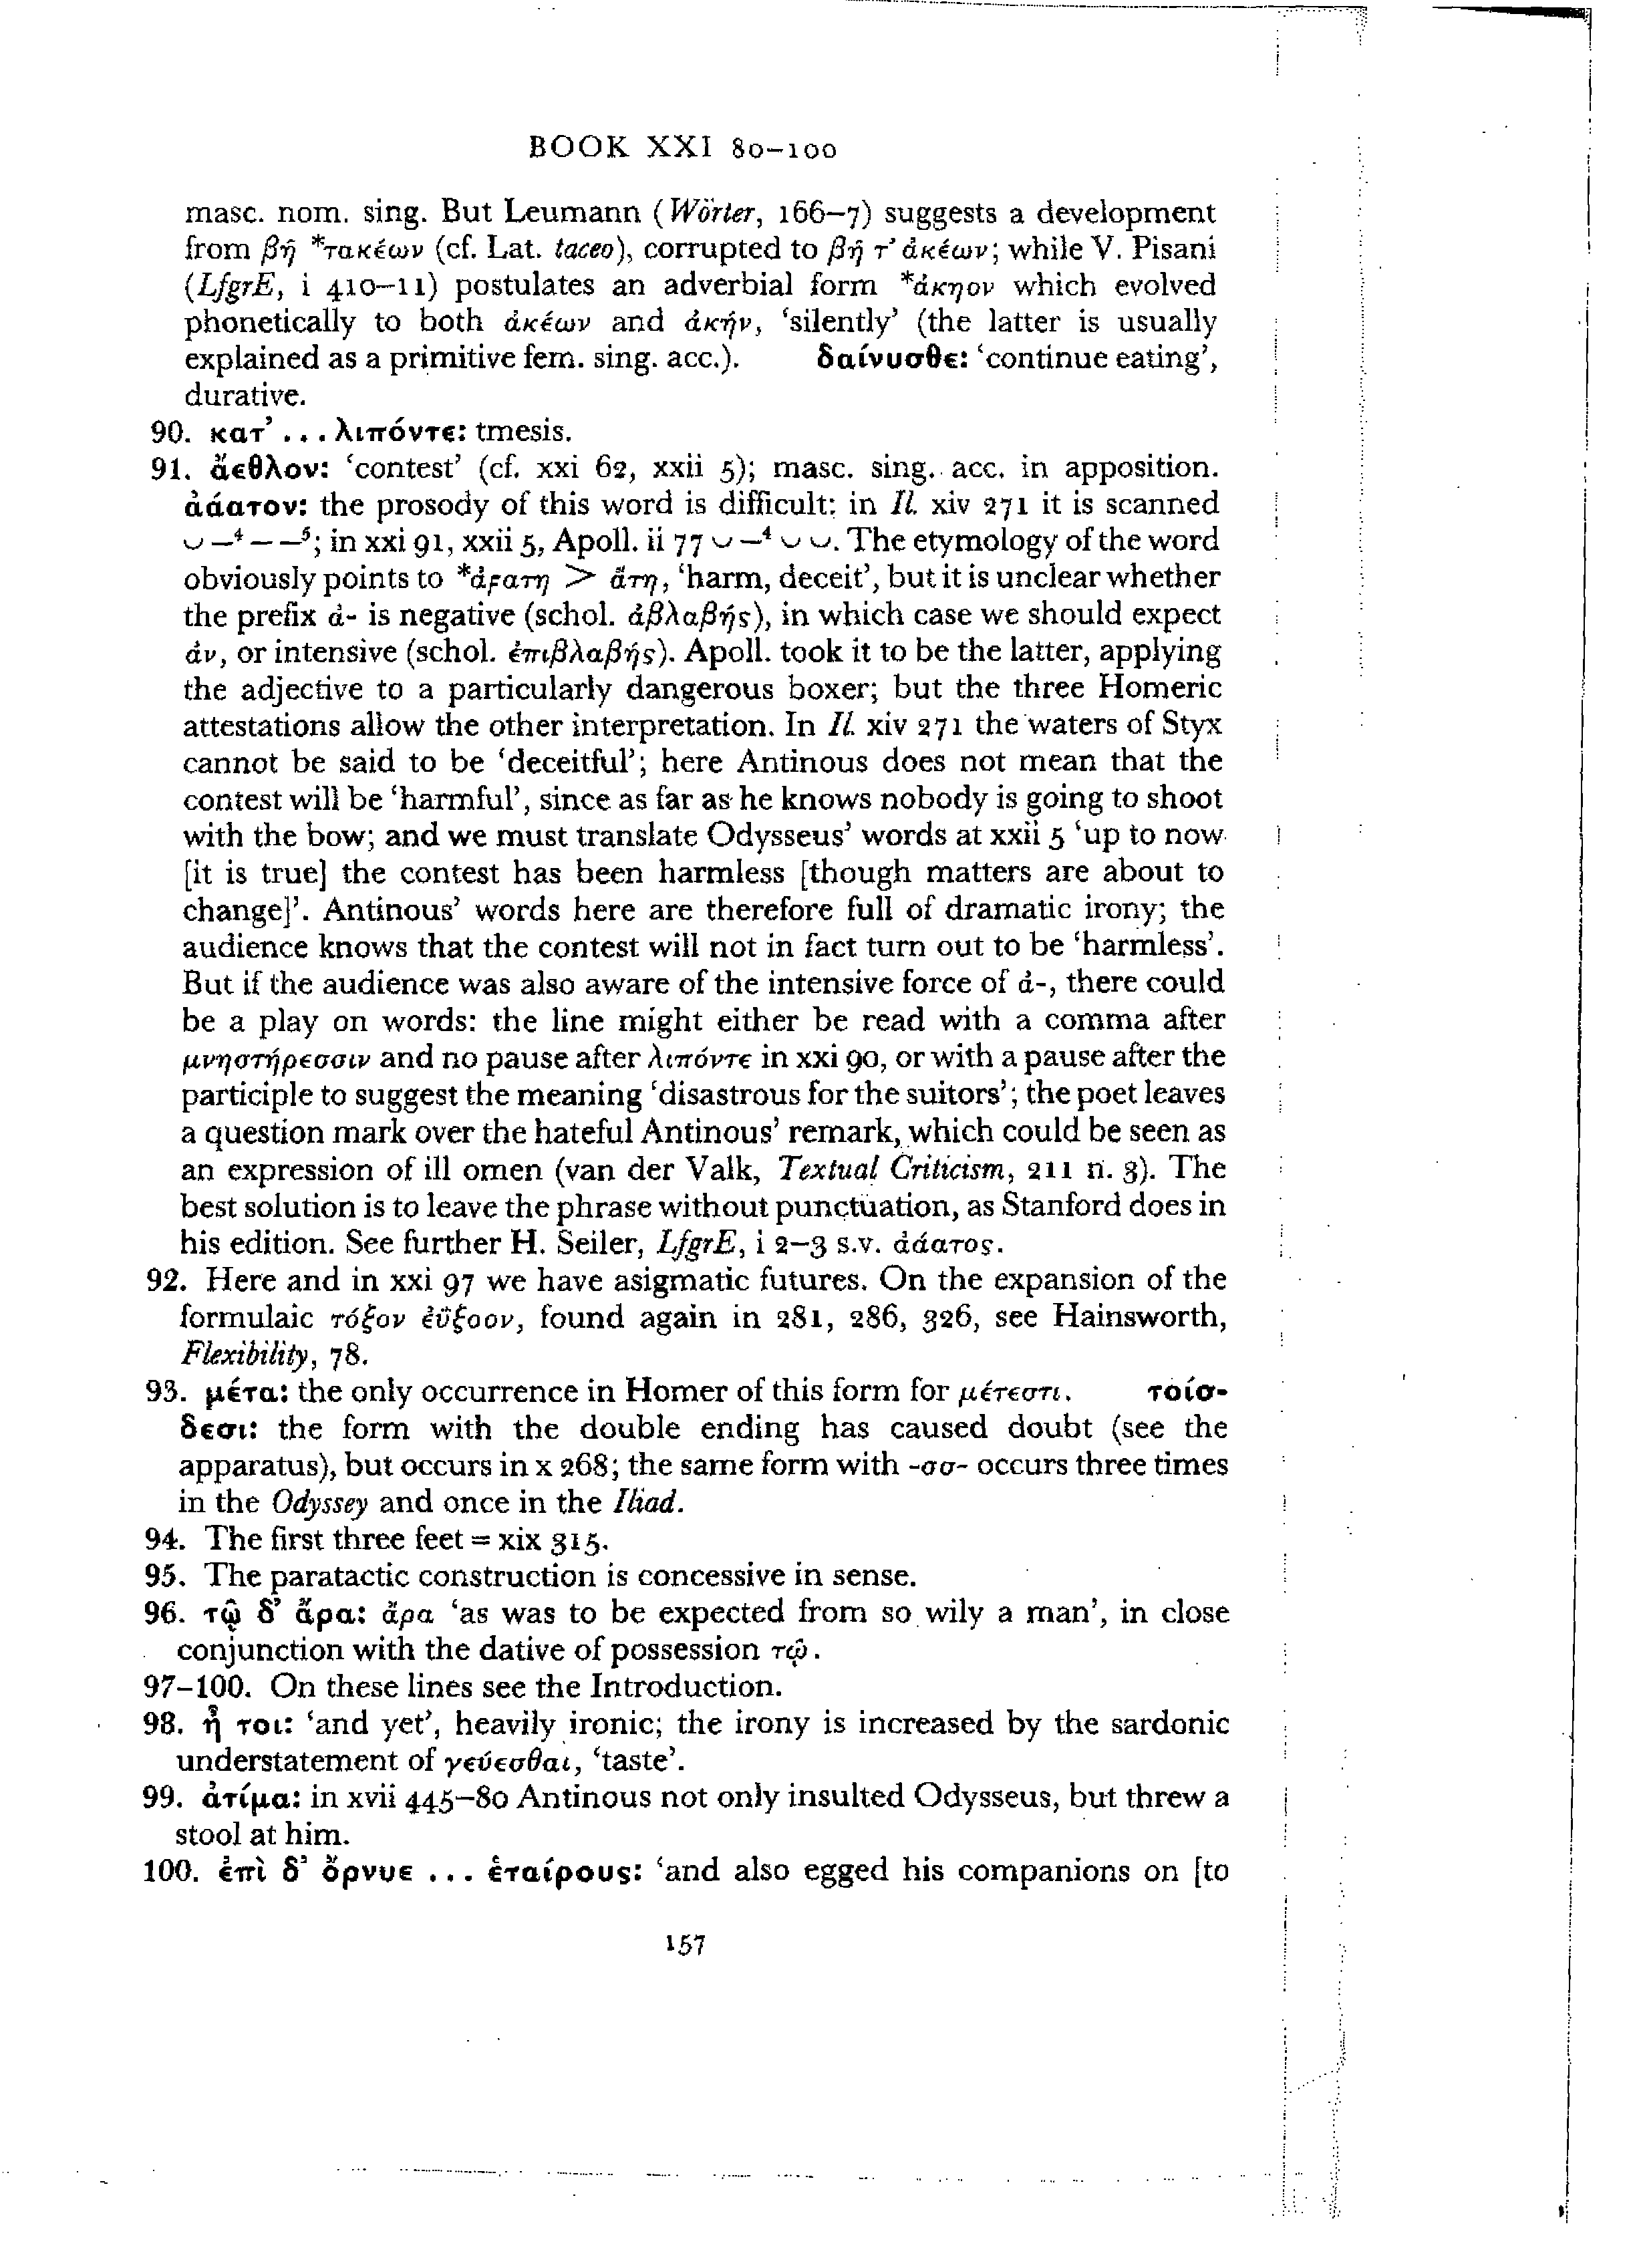 BOOK XXI 80–100
masc. nom. sing. But Leumann (Wörter, 166–7) suggests a development
from βῆ *τακέων (cf. Lat. taceo), corrupted to βῆ τ’ ἀκέων; while V. Pisani
(LfgrE, i 410–11) postulates an adverbial form *ἄκηον which evolved
phonetically to both ἀκέων and ἀκήν, ‘silently’ (the latter is usually
explained as a primitive fem. sing. acc.). δαίνυσθε: ‘continue eating’,
durative.
90. κατ’ . . . λιπόντε: tmesis.
91. ἄεθλον: ‘contest’ (cf. xxi 62, xxii 5); masc. sing. acc. in apposition.
ἀάατον: the prosody of this word is difficult: in Il. xiv 271 it is scanned
⏑ –⁴ – –⁵; in xxi 91, xxii 5, Apoll. ii 77 ⏑ –⁴ ⏑ ⏑. The etymology of the word
obviously points to *ἀϝατη > ἄτη, ‘harm, deceit’, but it is unclear whether
the prefix ἀ- is negative (schol. ἀβλαβής), in which case we should expect
ἀν, or intensive (schol. ἐπιβλαβής). Apoll. took it to be the latter, applying
the adjective to a particularly dangerous boxer; but the three Homeric
attestations allow the other interpretation. In Il. xiv 271 the waters of Styx
cannot be said to be ‘deceitful’; here Antinous does not mean that the
contest will be ‘harmful’, since as far as he knows nobody is going to shoot
with the bow; and we must translate Odysseus’ words at xxii 5 ‘up to now
[it is true] the contest has been harmless [though matters are about to
change]’. Antinous’ words here are therefore full of dramatic irony; the
audience knows that the contest will not in fact turn out to be ‘harmless’.
But if the audience was also aware of the intensive force of ἀ-, there could
be a play on words: the line might either be read with a comma after
μνηστήρεσσιν and no pause after λιπόντε in xxi 90, or with a pause after the
participle to suggest the meaning ‘disastrous for the suitors’; the poet leaves
a question mark over the hateful Antinous’ remark, which could be seen as
an expression of ill omen (van der Valk, Textual Criticism, 211 n. 3). The
best solution is to leave the phrase without punctuation, as Stanford does in
his edition. See further H. Seiler, LfgrE, i 2–3 s.v. ἀάατος.
92. Here and in xxi 97 we have asigmatic futures. On the expansion of the
formulaic τόξον ἐΰξοον, found again in 281, 286, 326, see Hainsworth,
Flexibility, 78.
93. μέτα: the only occurrence in Homer of this form for μέτεστι. τοίσ-
δεσι: the form with the double ending has caused doubt (see the
apparatus), but occurs in x 268; the same form with -σσ- occurs three times
in the Odyssey and once in the Iliad.
94. The first three feet = xix 315.
95. The paratactic construction is concessive in sense.
96. τῷ δ’ ἄρα: ἄρα ‘as was to be expected from so wily a man’, in close
conjunction with the dative of possession τῷ.
97–100. On these lines see the Introduction.
98. ἦ τοι: ‘and yet’, heavily ironic; the irony is increased by the sardonic
understatement of γεύεσθαι, ‘taste’.
99. ἀτίμα: in xvii 445–80 Antinous not only insulted Odysseus, but threw a
stool at him.
100. ἐπὶ δ’ ὄρνυε . . . ἑταίρους: ‘and also egged his companions on [to
157